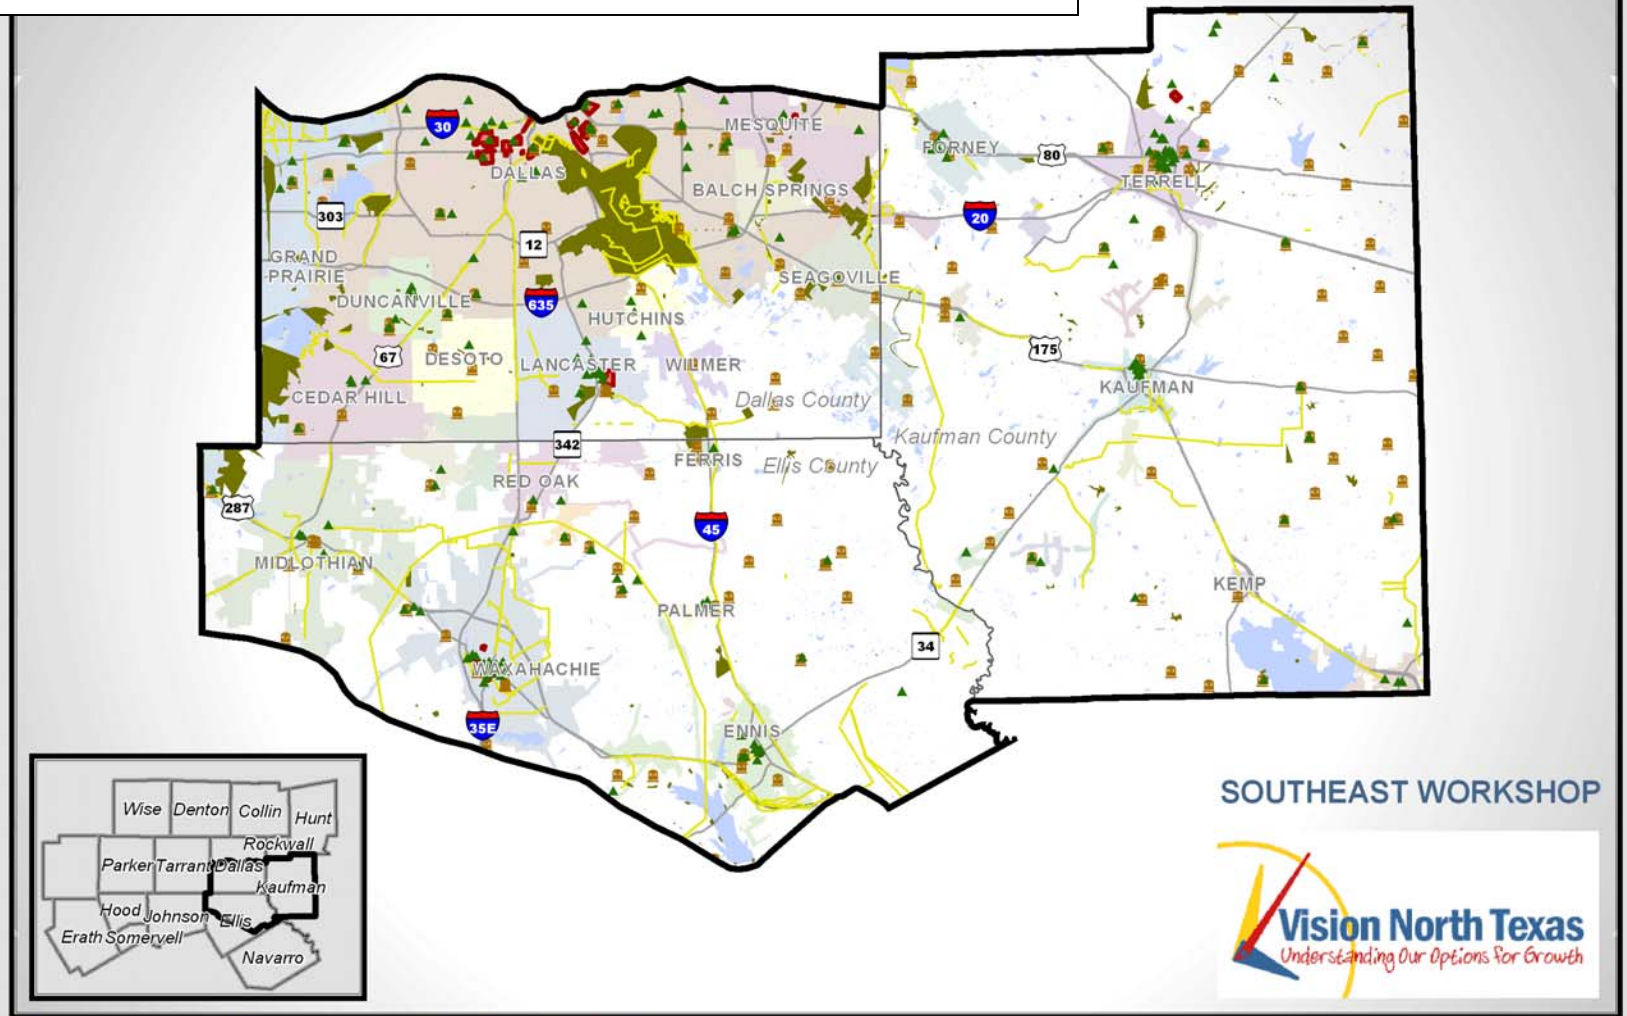 30
MESQUITE
FORNEY
80
DALLAS
TERRELL
BALCH SPRINGS
303
20
12
GRAND
PRAIRIE
SEAGOVILLE
DUNCANVILLE
635
HUTCHINS
67
DESOTO
LANCASTER
WILMER
175
KAUFMAN
CEDAR HILL
Dallas County
342
Kaufman County
FERRIS
Ellis County
RED OAK
287
45
MIDLOTHIAN
KEMP
PALMER
34
WAXAHACHIE
35E
ENNIS
SOUTHEAST WORKSHOP
Wise
Denton
Collin
Hunt
Rockwall
Parker
Tarrant
Dallas
Kaufman
Hood
Johnson
Ellis
Erath
Somervell
Navarro
Vision North Texas
Understanding Our Options for Growth